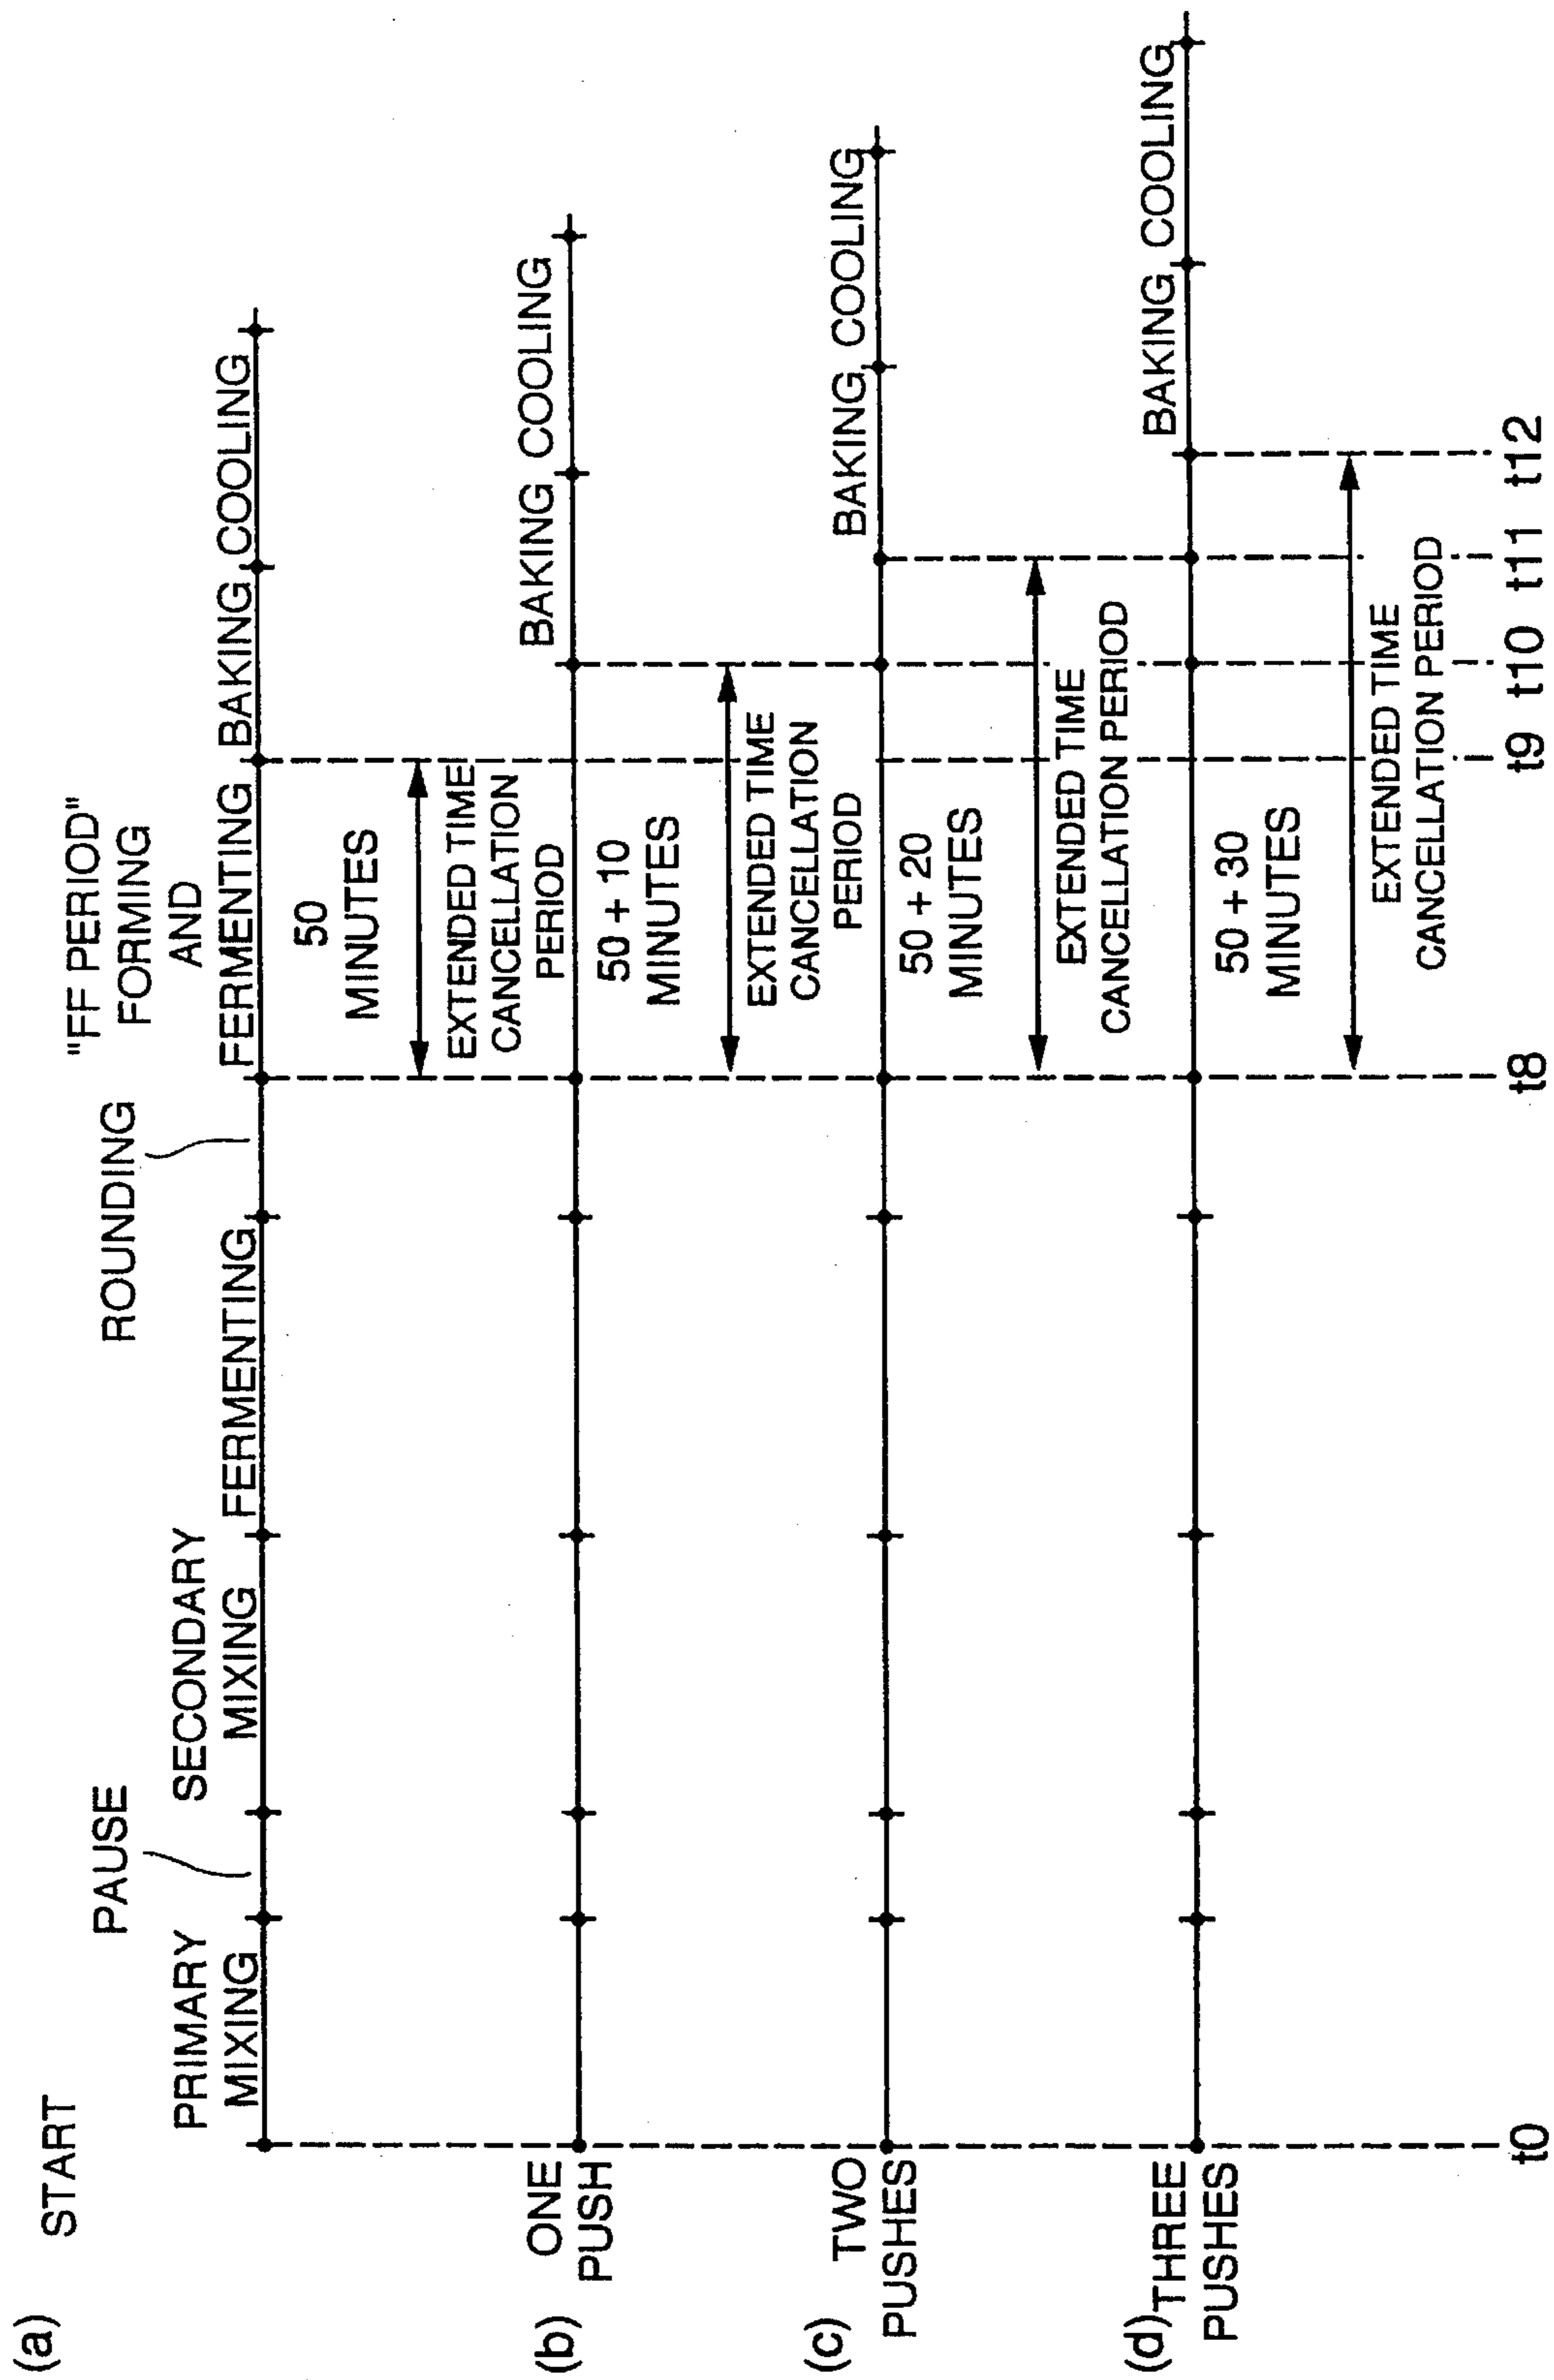 (a)
START
PRIMARY
MIXING
PAUSE
SECONDARY
MIXING
FERMENTING
ROUNDING
"FF PERIOD"
FORMING
AND
FERMENTING
BAKING
COOLING
50
MINUTES
EXTENDED TIME
CANCELLATION
PERIOD
(b)
ONE
PUSH
BAKING
COOLING
50 + 10
MINUTES
EXTENDED TIME
CANCELLATION
PERIOD
(c)
TWO
PUSHES
BAKING
COOLING
50 + 20
MINUTES
EXTENDED TIME
CANCELLATION PERIOD
(d)
THREE
PUSHES
BAKING
COOLING
50 + 30
MINUTES
EXTENDED TIME
CANCELLATION PERIOD
t0
t8
t9
t10
t11
t12